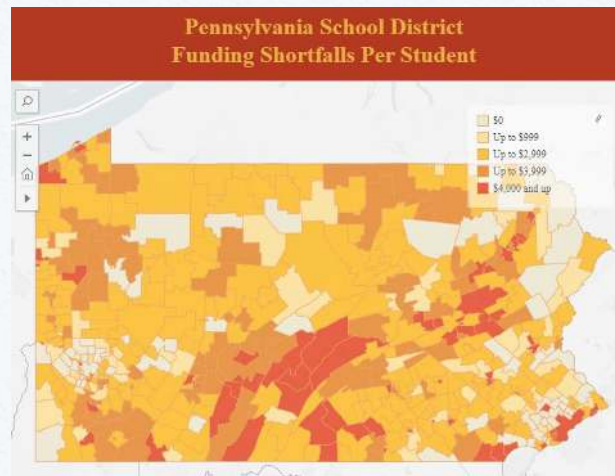 Pennsylvania School District
Funding Shortfalls Per Student
$0
Up to $999
Up to $2,999
Up to $3,999
$4,000 and up